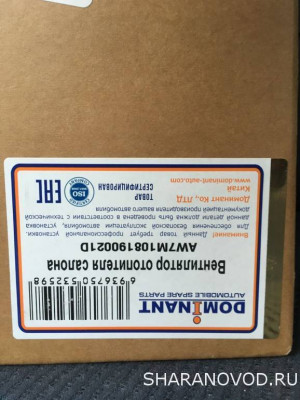 DOMINANT
AUTOMOBILE SPARE PARTS
6 936750 532598
Вентилятор отопителя салона
AWM10819021O
Внимание! Данный товар требует профессиональной установки.
Для обеспечения безопасной эксплуатации автомобиля, установка
данной детали должна быть проведена в соответствии с технической
документацией производителя вашего автомобиля
Доминант Ко., ЛТД
Китай
www.dominant-auto.com
ТОВАР
СЕРТИФИЦИРОВАН
ISO
EAC
SHARANOVOD.RU